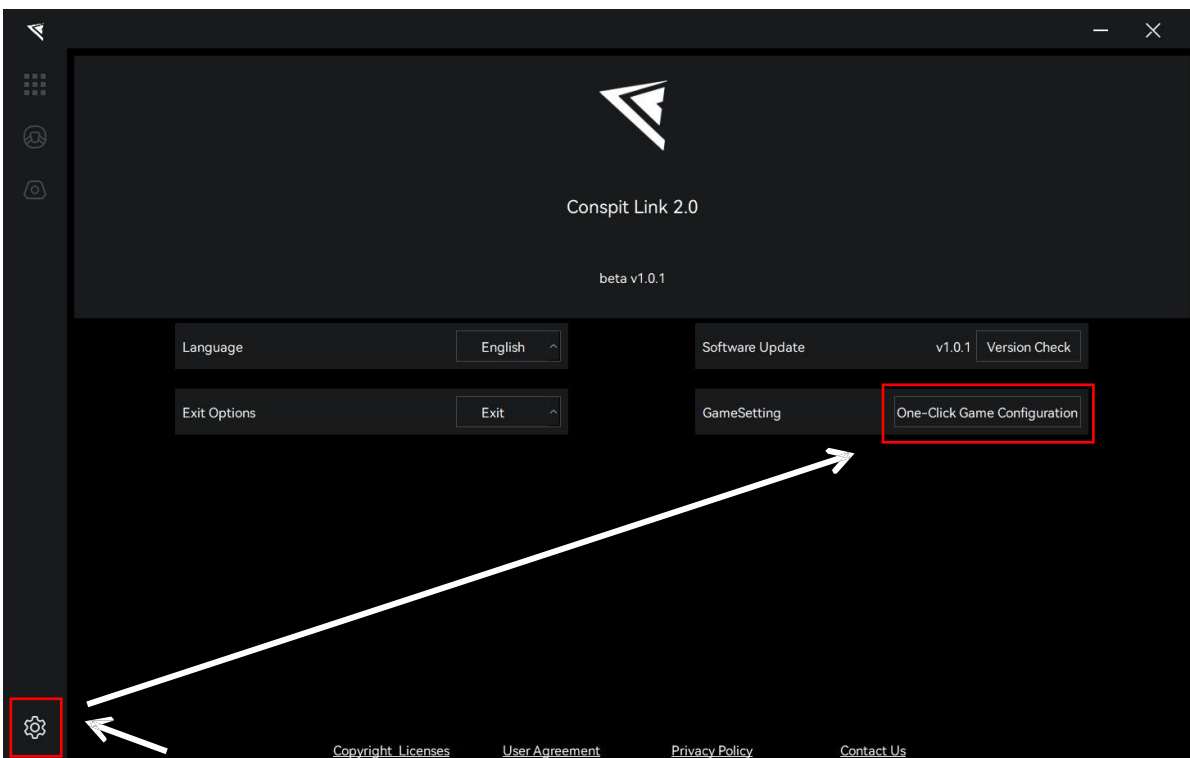 Conspit Link 2.0
beta v1.0.1
Language English
Software Update v1.0.1 Version Check
Exit Options Exit
GameSetting One-Click Game Configuration
Copyright Licenses User Agreement Privacy Policy Contact Us